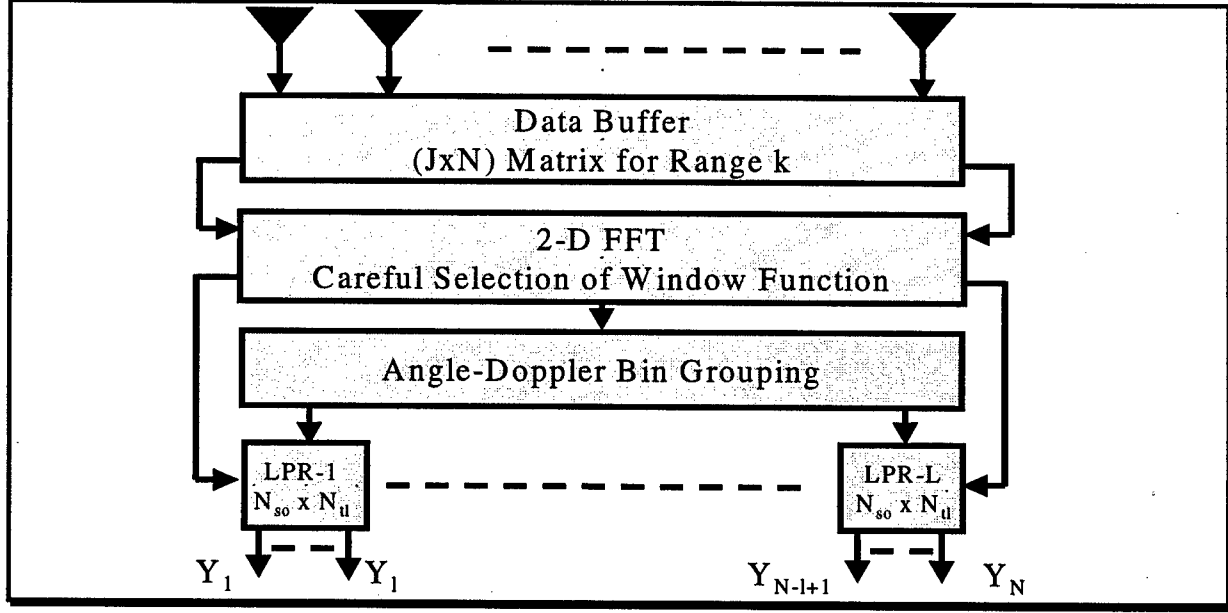 Data Buffer
(JxN) Matrix for Range k
2-D FFT
Careful Selection of Window Function
Angle-Doppler Bin Grouping
LPR-1
N_so x N_tl
LPR-L
N_so x N_tl
Y_1
Y_l
Y_N-l+1
Y_N